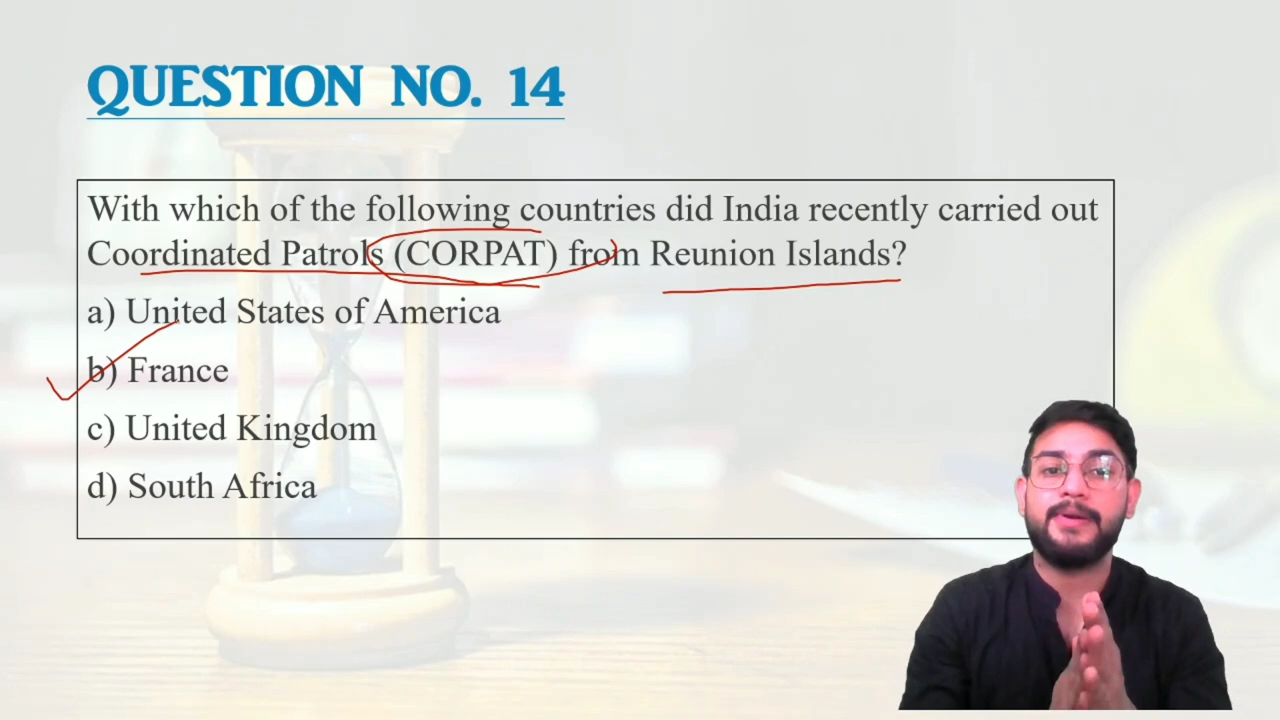 QUESTION NO. 14
With which of the following countries did India recently carried out
Coordinated Patrols (CORPAT) from Reunion Islands?
a) United States of America
b) France
c) United Kingdom
d) South Africa